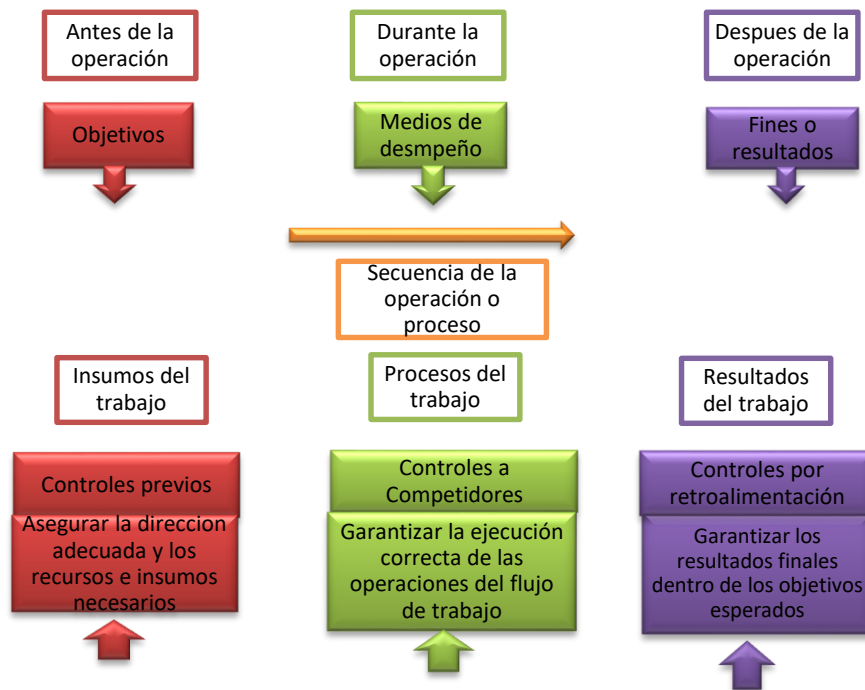 Antes de la
operación
Durante la
operación
Despues de la
operación
Objetivos
Medios de
desmpeño
Fines o
resultados
Secuencia de la
operación o
proceso
Insumos del
trabajo
Procesos del
trabajo
Resultados
del trabajo
Controles previos
Asegurar la direccion
adecuada y los
recursos e insumos
necesarios
Controles a
Competidores
Garantizar la ejecución
correcta de las
operaciones del flujo
de trabajo
Controles por
retroalimentación
Garantizar los
resultados finales
dentro de los objetivos
esperados